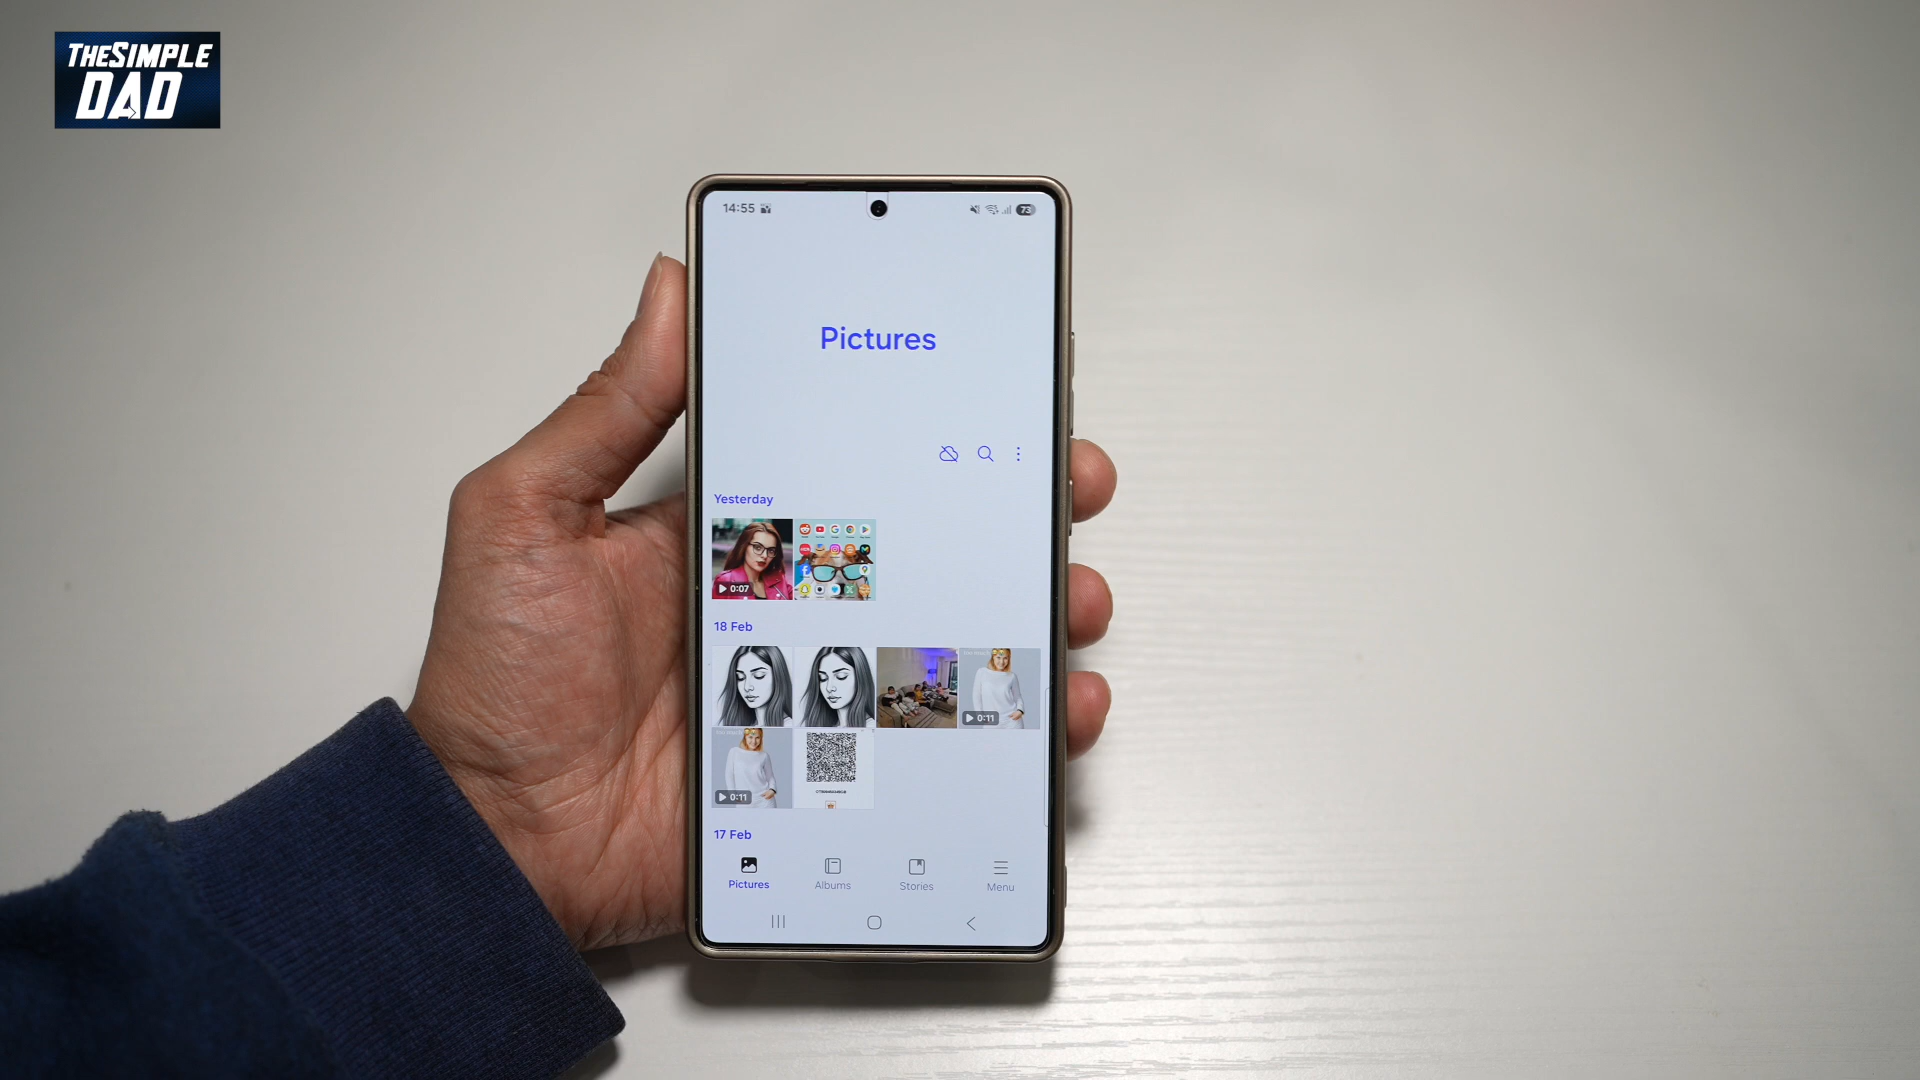 THESIMPLE
DAD
14:55
73
Pictures
Yesterday
0:07
18 Feb
0:11
0:11
17 Feb
Pictures
Albums
Stories
Menu